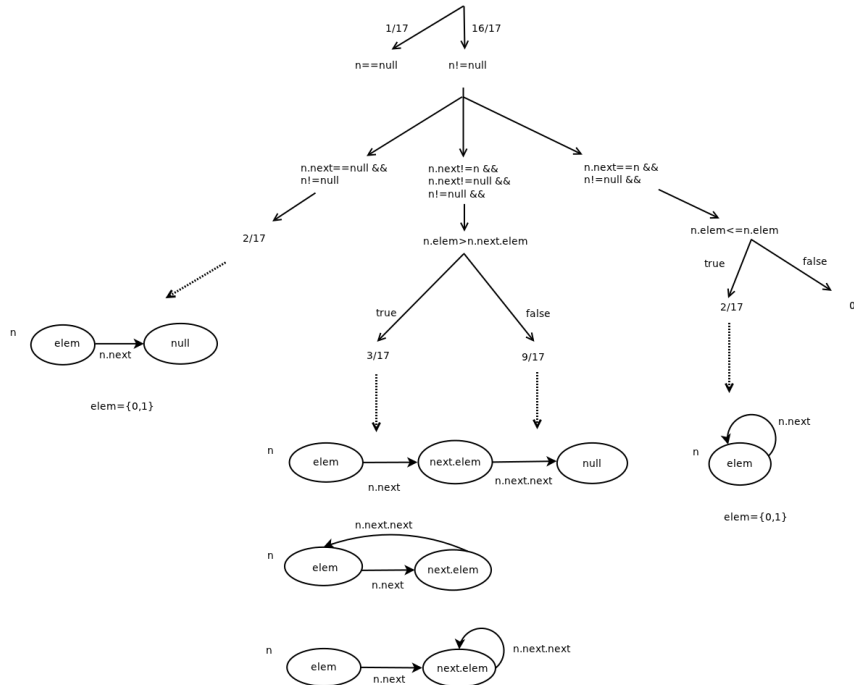 1/17
16/17
n==null
n!=null
n.next==null &&
n!=null
n.next!=n &&
n.next!=null &&
n!=null &&
n.next==n &&
n!=null &&
2/17
n.elem>n.next.elem
n.elem<=n.elem
true
false
true
false
2/17
0
3/17
9/17
n
elem
null
n.next
elem={0,1}
n
elem
next.elem
null
n.next
n.next.next
n
elem
n.next
elem={0,1}
n.next.next
n
elem
next.elem
n.next
n
elem
next.elem
n.next.next
n.next